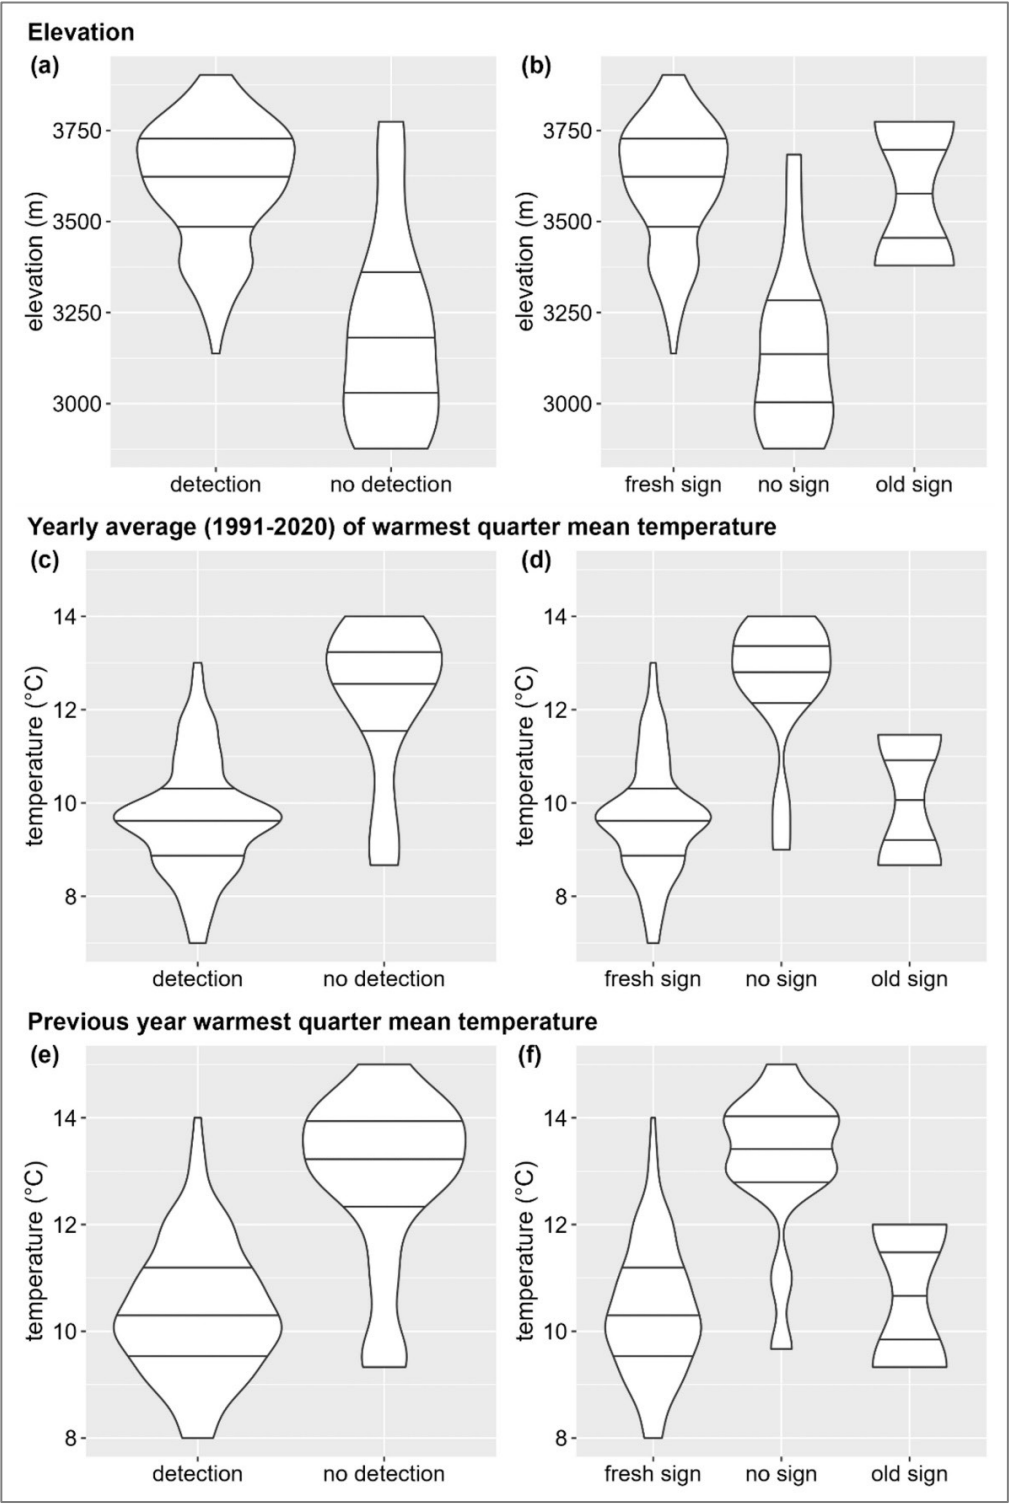 Elevation
(a)
(b)
elevation (m)
3750
3500
3250
3000
detection
no detection
elevation (m)
3750
3500
3250
3000
fresh sign
no sign
old sign
Yearly average (1991-2020) of warmest quarter mean temperature
(c)
(d)
temperature (°C)
14
12
10
8
detection
no detection
temperature (°C)
14
12
10
8
fresh sign
no sign
old sign
Previous year warmest quarter mean temperature
(e)
(f)
temperature (°C)
14
12
10
8
detection
no detection
temperature (°C)
14
12
10
8
fresh sign
no sign
old sign